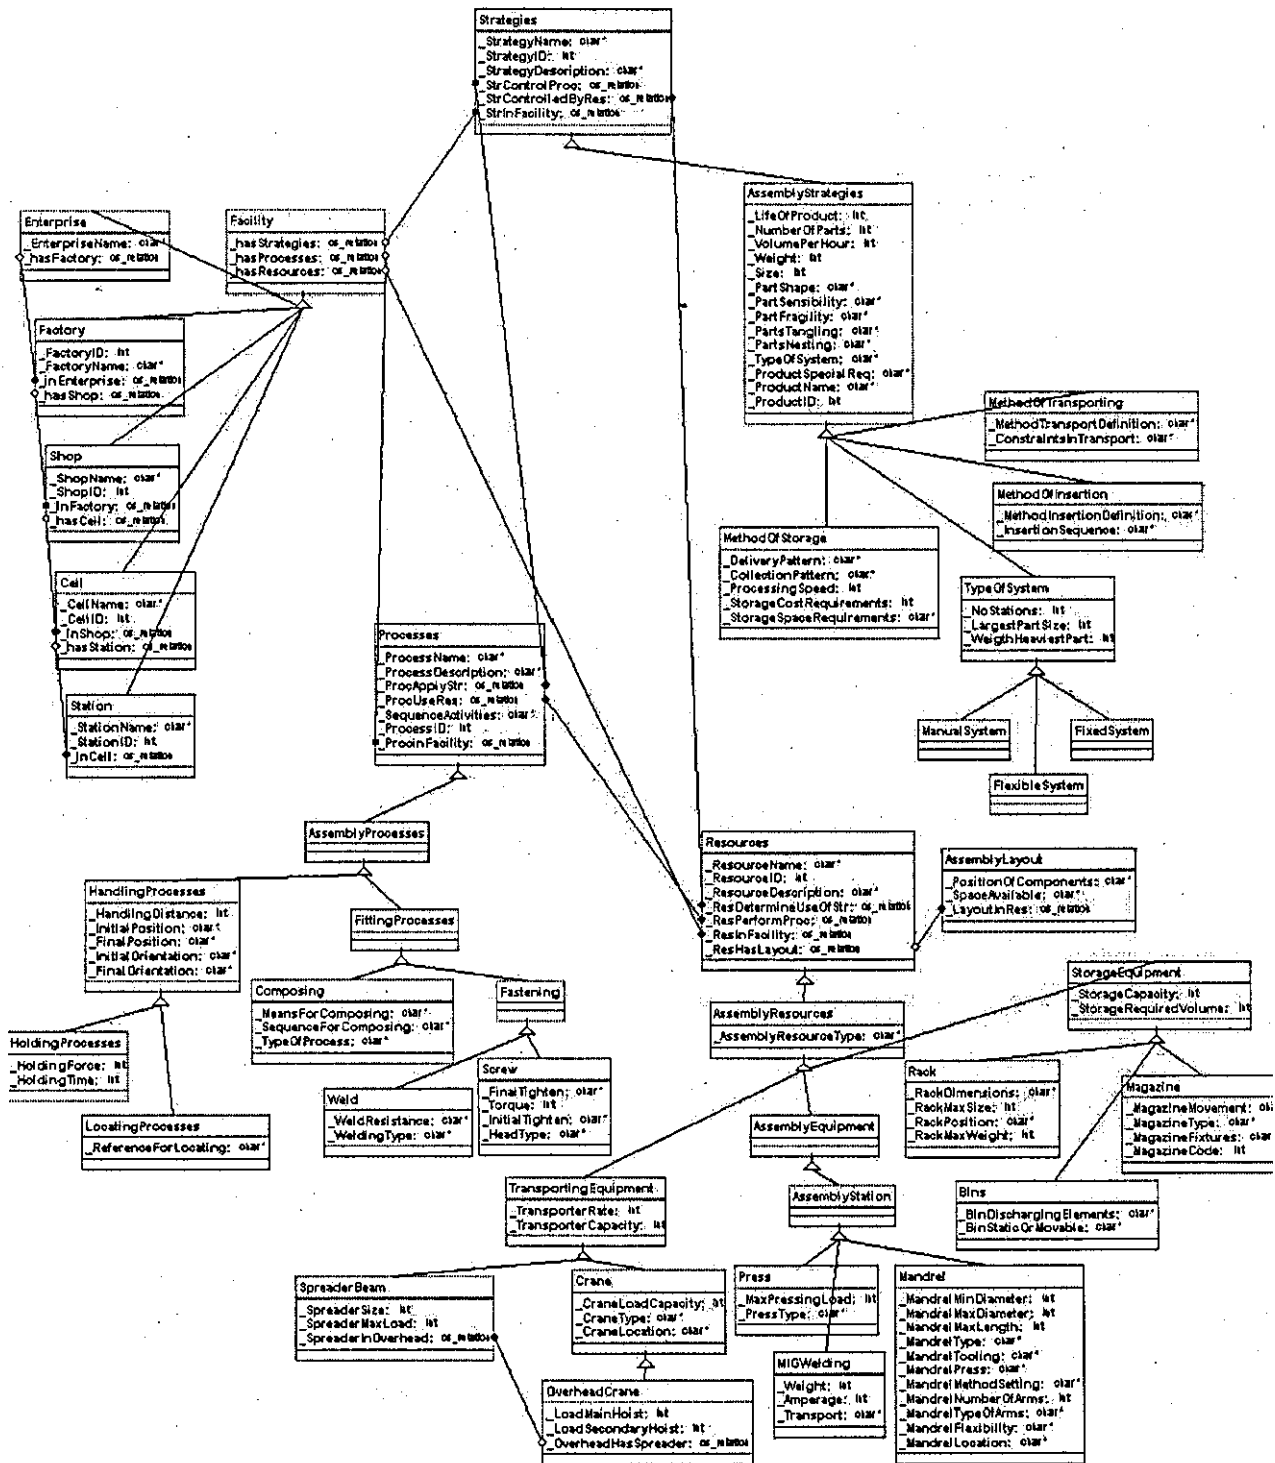 Strategies
_StrategyName: char*
_StrategyID: int
_StrategyDescription: char*
_StrControlProc: os_relation
_StrControlledByRes: os_relation
_StrInFacility: os_relation
AssemblyStrategies
_LifeOfProduct: int
_NumberOfParts: int
_VolumePerHour: int
_Weight: int
_Size: int
_PartShape: char*
_PartSensibility: char*
_PartFragility: char*
_PartsTangling: char*
_PartsNesting: char*
_TypeOfSystem: char*
_ProductSpecialReq: char*
_ProductName: char*
_ProductID: int
Enterprise
_EnterpriseName: char*
_hasFactory: os_relation
Facility
_hasStrategies: os_relation
_hasProcesses: os_relation
_hasResources: os_relation
Factory
_FactoryID: int
_FactoryName: char*
_inEnterprise: os_relation
_hasShop: os_relation
Shop
_ShopName: char*
_ShopID: int
_InFactory: os_relation
_hasCell: os_relation
Cell
_CellName: char*
_CellID: int
_InShop: os_relation
_hasStation: os_relation
Station
_StationName: char*
_StationID: int
_InCell: os_relation
MethodOfTransporting
_MethodTransportDefinition: char*
_ConstraintsInTransport: char*
MethodOfInsertion
_MethodInsertionDefinition: char*
_InsertionSequence: char*
MethodOfStorage
_DeliveryPattern: char*
_CollectionPattern: char*
_ProcessingSpeed: int
_StorageCostRequirements: int
_StorageSpaceRequirements: char*
TypeOfSystem
_NoStations: int
_LargestPartSize: int
_WeigthHeaviestPart: int
ManualSystem
FixedSystem
FlexibleSystem
Processes
_ProcessName: char*
_ProcessDescription: char*
_ProcApplyStr: os_relation
_ProcUseRes: os_relation
_SequenceActivities: char*
_ProcessID: int
_ProcInFacility: os_relation
AssemblyProcesses
HandlingProcesses
_HandlingDistance: int
_InitialPosition: char*
_FinalPosition: char*
_InitialOrientation: char*
_FinalOrientation: char*
FittingProcesses
Composing
_MeansForComposing: char*
_SequenceForComposing: char*
_TypeOfProcess: char*
Fastening
HoldingProcesses
_HoldingForce: int
_HoldingTime: int
LocatingProcesses
_ReferenceForLocating: char*
Weld
_WeldResistance: char*
_WeldingType: char*
Screw
_FinalTighten: char*
_Torque: int
_InitialTighten: char*
_HeadType: char*
Resources
_ResourceName: char*
_ResourceID: int
_ResourceDescription: char*
_ResDetermineUseOfStr: os_relation
_ResPerformProc: os_relation
_ResInFacility: os_relation
_ResHasLayout: os_relation
AssemblyLayout
_PositionOfComponents: char*
_SpaceAvailable: char*
_LayoutInRes: os_relation
AssemblyResources
_AssemblyResourceType: char*
StorageEquipment
_StorageCapacity: int
_StorageRequiredVolume: int
Rack
_RackDimensions: char*
_RackMaxSize: int
_RackPosition: char*
_RackMaxWeight: int
Magazine
_MagazineMovement: char
_MagazineType: char*
_MagazineFixtures: char
_MagazineCode: int
Bins
_BinDischargingElements: char*
_BinStaticOrMovable: char*
AssemblyEquipment
AssemblyStation
TransportingEquipment
_TransporterRate: int
_TransporterCapacity: int
SpreaderBeam
_SpreaderSize: int
_SpreaderMaxLoad: int
_SpreaderInOverhead: os_relation
Crane
_CraneLoadCapacity: int
_CraneType: char*
_CraneLocation: char*
OverheadCrane
_LoadMainHoist: int
_LoadSecondaryHoist: int
_OverheadHasSpreader: os_relation
Press
_MaxPressingLoad: int
_PressType: char*
MIGWelding
_Weight: int
_Amperage: int
_Transport: char*
Mandrel
_MandrelMinDiameter: int
_MandrelMaxDiameter: int
_MandrelMaxLength: int
_MandrelType: char*
_MandrelTooling: char*
_MandrelPress: char*
_MandrelMethodSetting: char*
_MandrelNumberOfArms: int
_MandrelTypeOfArms: char*
_MandrelFlexibility: char*
_MandrelLocation: char*